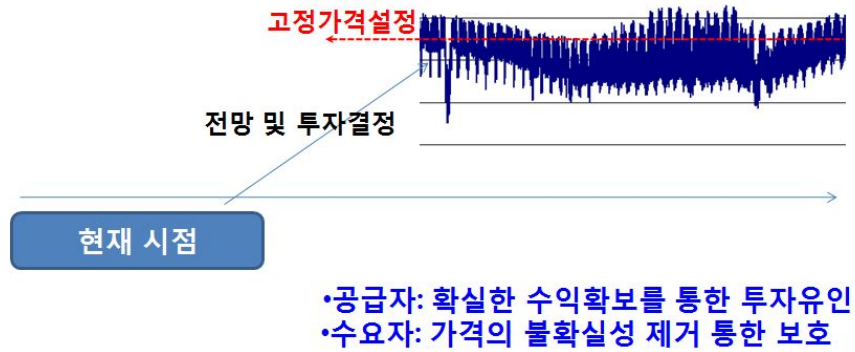 고정가격설정
전망 및 투자결정
현재 시점
•공급자: 확실한 수익확보를 통한 투자유인
•수요자: 가격의 불확실성 제거 통한 보호